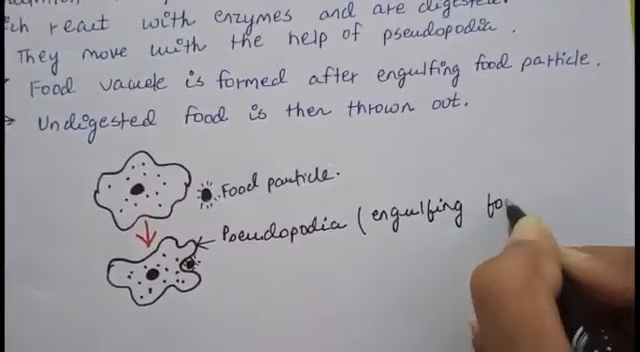 ich react with enzymes and are digested.
They move with the help of pseudopodia.
Food vacuole is formed after engulfing food particle.
→ Undigested food is then thrown out.
Food particle.
Pseudopodia (engulfing fo